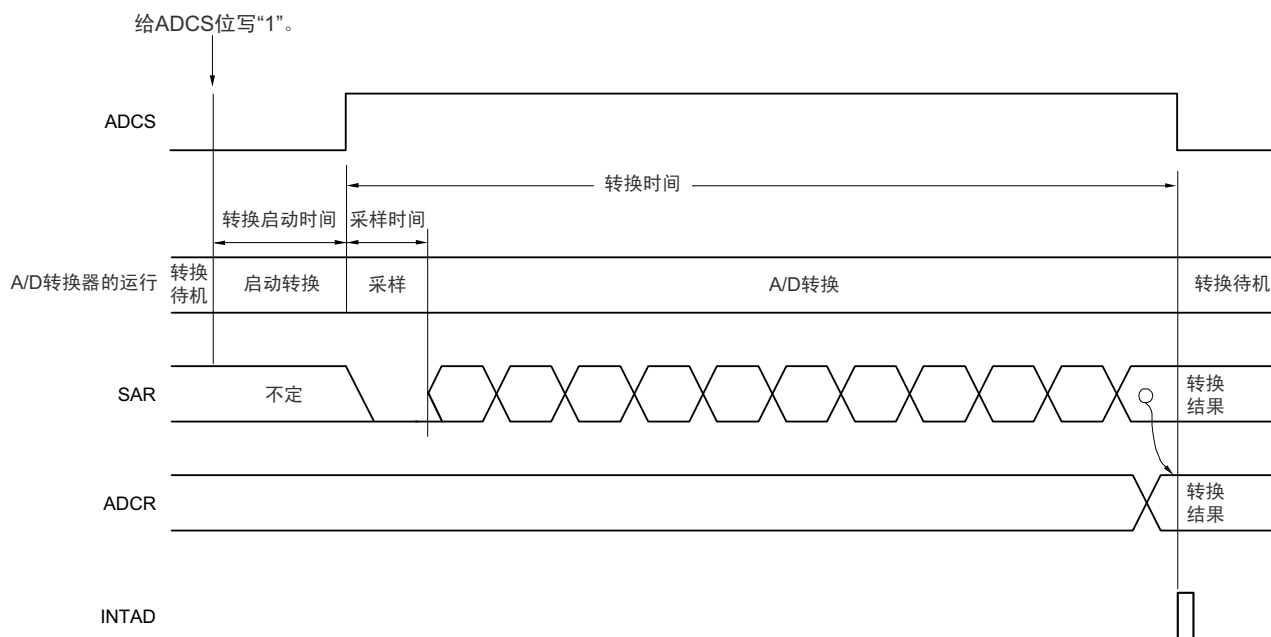 给ADCS位写“1”。
ADCS
转换时间
转换启动时间
采样时间
A/D转换器的运行
转换
待机
启动转换
采样
A/D转换
转换待机
SAR
不定
转换
结果
ADCR
转换
结果
INTAD